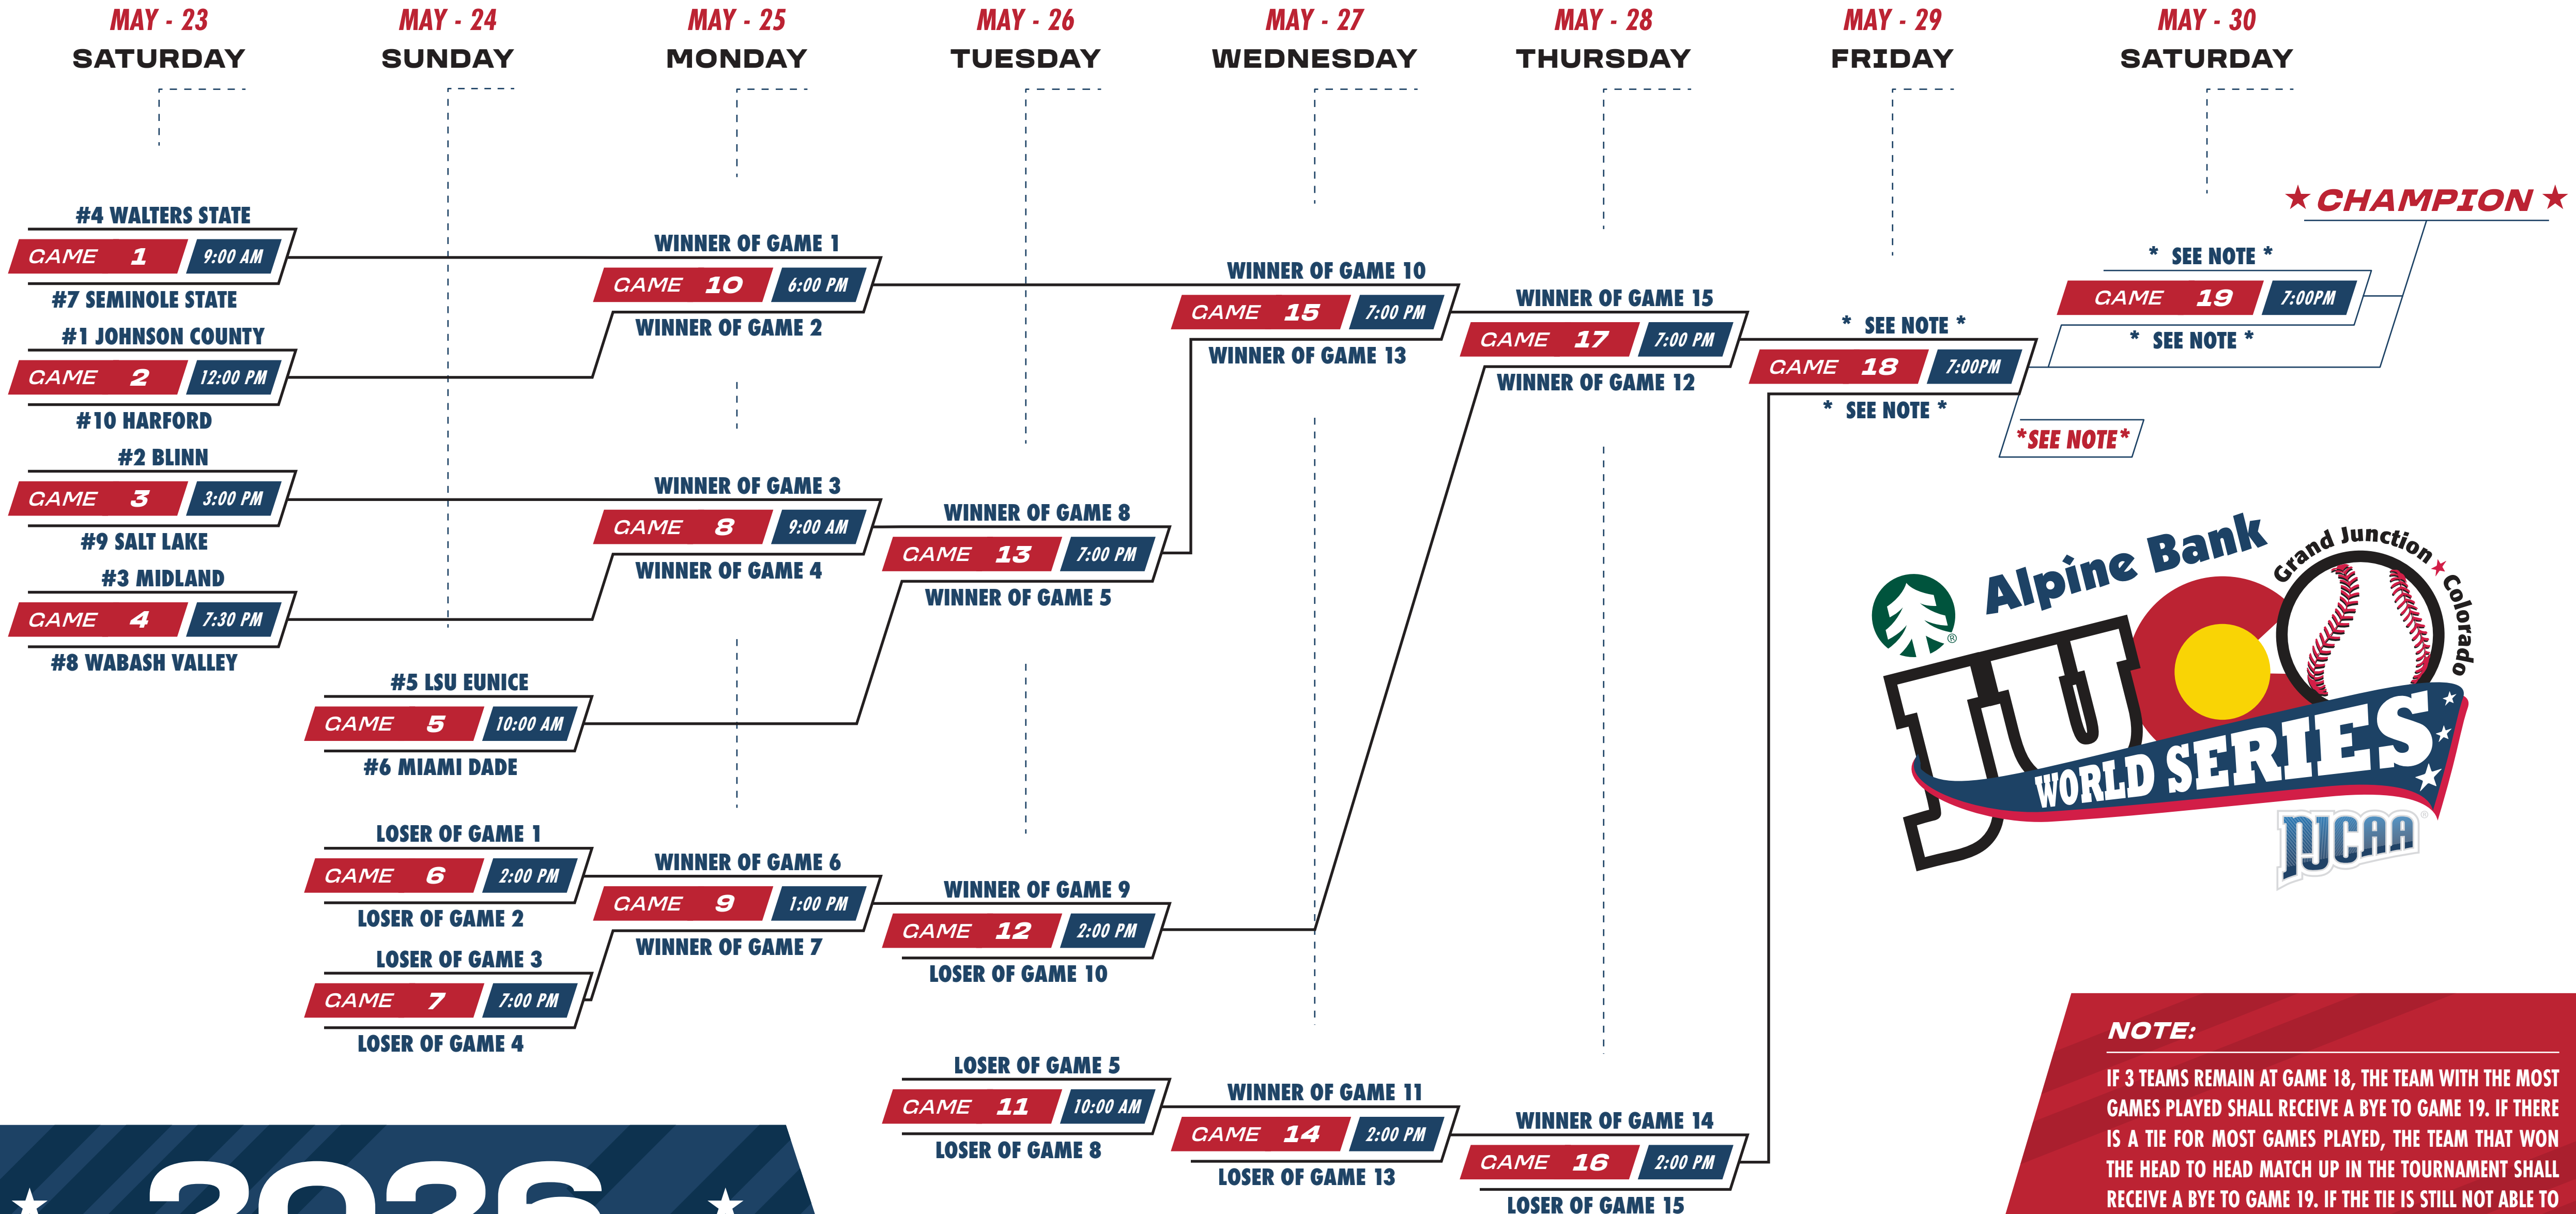 MAY - 23
SATURDAY
MAY - 24
SUNDAY
MAY - 25
MONDAY
MAY - 26
TUESDAY
MAY - 27
WEDNESDAY
MAY - 28
THURSDAY
MAY - 29
FRIDAY
MAY - 30
SATURDAY
#4 WALTERS STATE
GAME 1 9:00 AM
#7 SEMINOLE STATE
#1 JOHNSON COUNTY
GAME 2 12:00 PM
#10 HARFORD
#2 BLINN
GAME 3 3:00 PM
#9 SALT LAKE
#3 MIDLAND
GAME 4 7:30 PM
#8 WABASH VALLEY
#5 LSU EUNICE
GAME 5 10:00 AM
#6 MIAMI DADE
LOSER OF GAME 1
GAME 6 2:00 PM
LOSER OF GAME 2
LOSER OF GAME 3
GAME 7 7:00 PM
LOSER OF GAME 4
WINNER OF GAME 1
GAME 10 6:00 PM
WINNER OF GAME 2
WINNER OF GAME 3
GAME 8 9:00 AM
WINNER OF GAME 4
WINNER OF GAME 6
GAME 9 1:00 PM
WINNER OF GAME 7
WINNER OF GAME 8
GAME 13 7:00 PM
WINNER OF GAME 5
WINNER OF GAME 9
GAME 12 2:00 PM
LOSER OF GAME 10
LOSER OF GAME 5
GAME 11 10:00 AM
LOSER OF GAME 8
WINNER OF GAME 10
GAME 15 7:00 PM
WINNER OF GAME 13
WINNER OF GAME 11
GAME 14 2:00 PM
LOSER OF GAME 13
WINNER OF GAME 15
GAME 17 7:00 PM
WINNER OF GAME 12
WINNER OF GAME 14
GAME 16 2:00 PM
LOSER OF GAME 15
* SEE NOTE *
GAME 18 7:00PM
* SEE NOTE *
*SEE NOTE*
* SEE NOTE *
GAME 19 7:00PM
* SEE NOTE *
★ CHAMPION ★
Alpine Bank
®
Grand Junction ★ Colorado
JUCO
WORLD SERIES
NJCAA®
2026
NOTE:
IF 3 TEAMS REMAIN AT GAME 18, THE TEAM WITH THE MOST
GAMES PLAYED SHALL RECEIVE A BYE TO GAME 19. IF THERE
IS A TIE FOR MOST GAMES PLAYED, THE TEAM THAT WON
THE HEAD TO HEAD MATCH UP IN THE TOURNAMENT SHALL
RECEIVE A BYE TO GAME 19. IF THE TIE IS STILL NOT ABLE TO